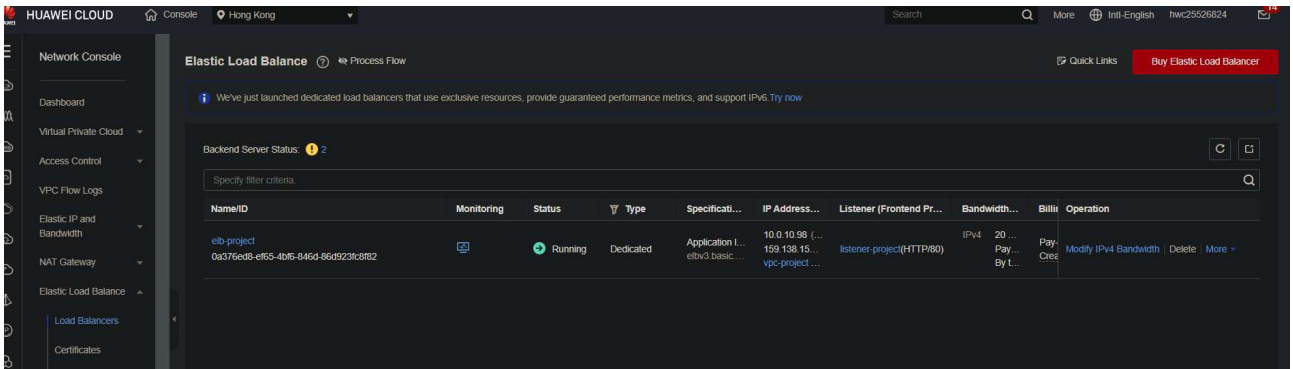 HUAWEI CLOUD Console Hong Kong Search More Intl-English hwc25526824 14
Network Console
Dashboard
Virtual Private Cloud
Access Control
VPC Flow Logs
Elastic IP and
Bandwidth
NAT Gateway
Elastic Load Balance
Load Balancers
Certificates
Elastic Load Balance Process Flow Quick Links Buy Elastic Load Balancer
We've just launched dedicated load balancers that use exclusive resources, provide guaranteed performance metrics, and support IPv6.Try now
Backend Server Status: 2
Specify filter criteria.
Name/ID Monitoring Status Type Specificati... IP Address... Listener (Frontend Pr... Bandwidth... Billi Operation
elb-project
0a376ed8-ef65-4bf6-846d-86d923fc8f82
Running Dedicated
Application l...
elbv3.basic....
10.0.10.98 (...
159.138.15...
vpc-project ...
listener-project(HTTP/80)
IPv4 20 ...
Pay...
By t...
Pay-
Crea
Modify IPv4 Bandwidth Delete More